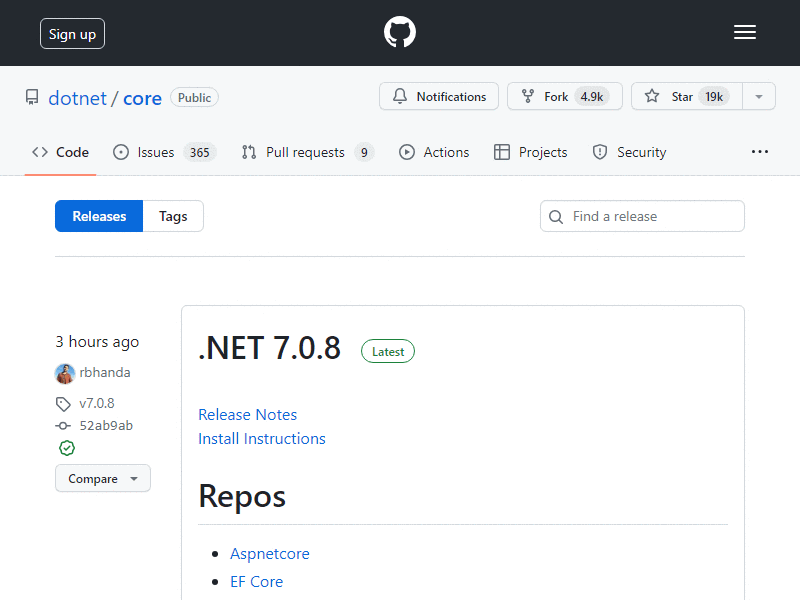 Sign up
dotnet / core Public
Notifications
Fork 4.9k
Star 19k
Code
Issues 365
Pull requests 9
Actions
Projects
Security
Releases
Tags
Find a release
3 hours ago
rbhanda
v7.0.8
52ab9ab
Compare
.NET 7.0.8 Latest
Release Notes
Install Instructions
Repos
Aspnetcore
EF Core